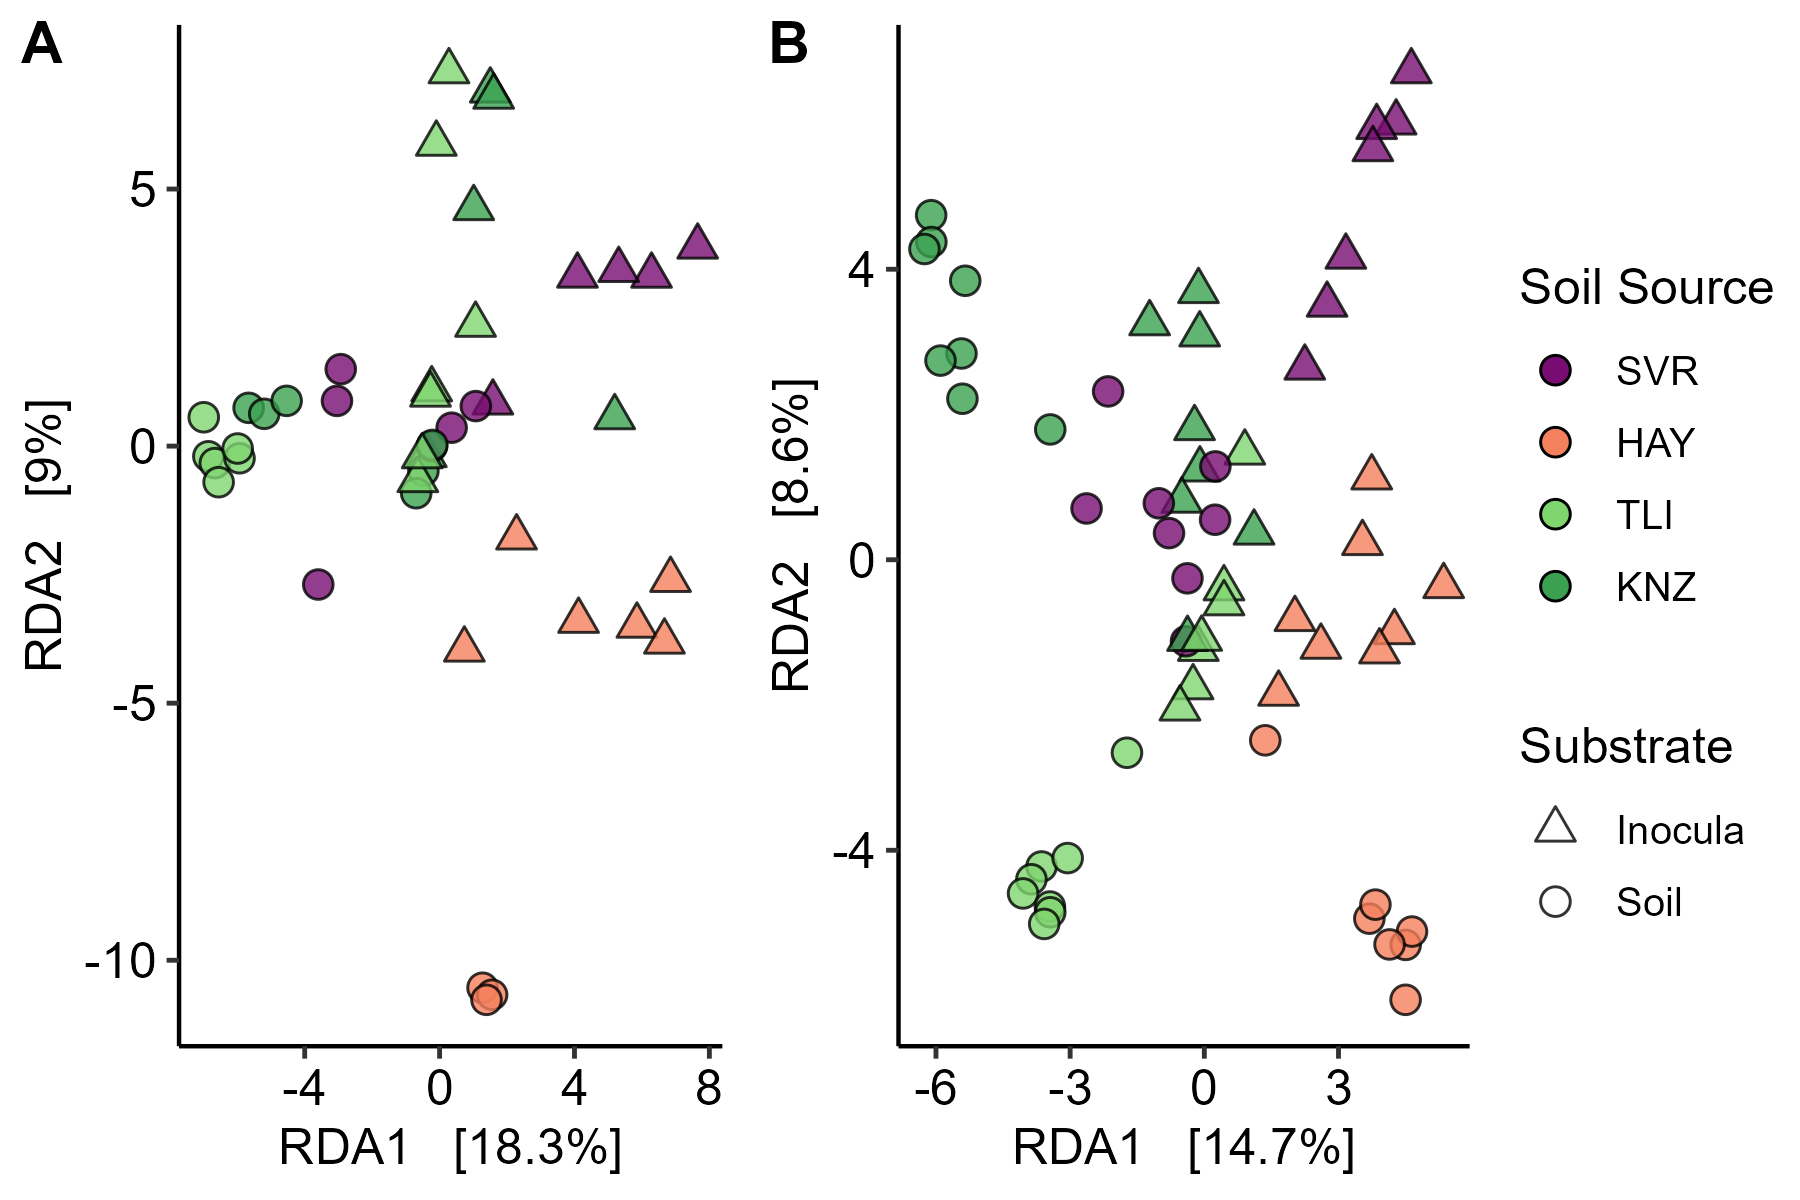 A
5
0
-5
-10
RDA2 [9%]
-4 0 4 8
RDA1 [18.3%]
B
4
0
-4
RDA2 [8.6%]
-6 -3 0 3
RDA1 [14.7%]
Soil Source
SVR
HAY
TLI
KNZ
Substrate
Inocula
Soil